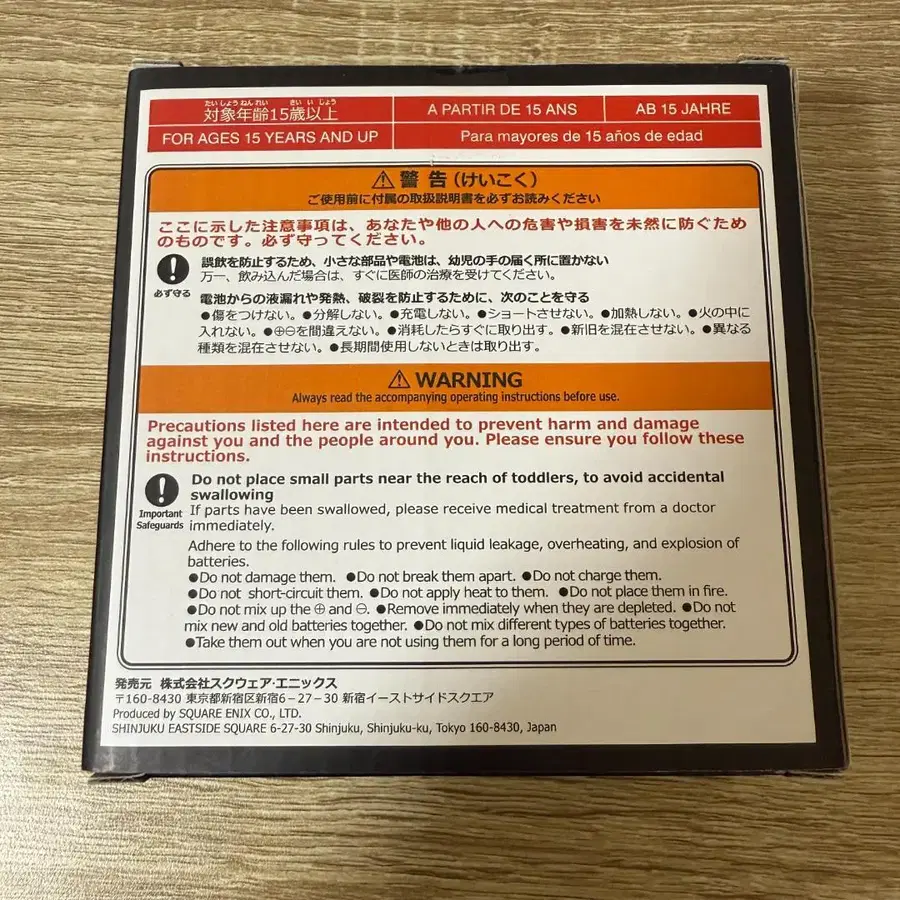 たいしょうねんれい さいいじょう
対象年齢15歳以上
A PARTIR DE 15 ANS
AB 15 JAHRE
FOR AGES 15 YEARS AND UP
Para mayores de 15 años de edad
⚠ 警告(けいこく)
ご使用前に付属の取扱説明書を必ずお読みください
ここに示した注意事項は、あなたや他の人への危害や損害を未然に防ぐため
のものです。必ず守ってください。
必ず守る
誤飲を防止するため、小さな部品や電池は、幼児の手の届く所に置かない
万一、飲み込んだ場合は、すぐに医師の治療を受けてください。
電池からの液漏れや発熱、破裂を防止するために、次のことを守る
●傷をつけない。●分解しない。●充電しない。●ショートさせない。●加熱しない。●火の中に
入れない。●⊕⊖を間違えない。●消耗したらすぐに取り出す。●新旧を混在させない。●異なる
種類を混在させない。●長期間使用しないときは取り出す。
⚠ WARNING
Always read the accompanying operating instructions before use.
Precautions listed here are intended to prevent harm and damage
against you and the people around you. Please ensure you follow these
instructions.
Important
Safeguards
Do not place small parts near the reach of toddlers, to avoid accidental
swallowing
If parts have been swallowed, please receive medical treatment from a doctor
immediately.
Adhere to the following rules to prevent liquid leakage, overheating, and explosion of
batteries.
●Do not damage them. ●Do not break them apart. ●Do not charge them.
●Do not short-circuit them. ●Do not apply heat to them. ●Do not place them in fire.
●Do not mix up the ⊕ and ⊖. ●Remove immediately when they are depleted. ●Do not
mix new and old batteries together. ●Do not mix different types of batteries together.
●Take them out when you are not using them for a long period of time.
発売元 株式会社スクウェア・エニックス
〒160-8430 東京都新宿区新宿6-27-30 新宿イーストサイドスクエア
Produced by SQUARE ENIX CO., LTD.
SHINJUKU EASTSIDE SQUARE 6-27-30 Shinjuku, Shinjuku-ku, Tokyo 160-8430, Japan